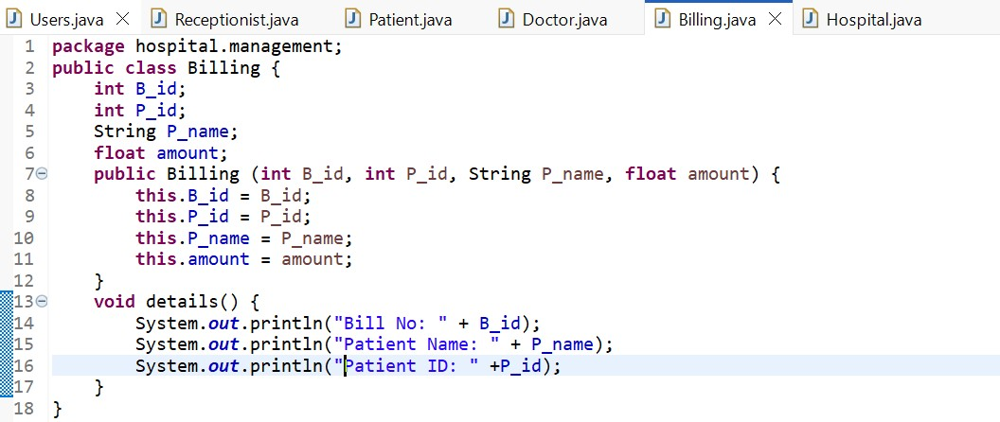 Users.java Receptionist.java Patient.java Doctor.java Billing.java Hospital.java
1 package hospital.management;
2 public class Billing {
3     int B_id;
4     int P_id;
5     String P_name;
6     float amount;
7     public Billing (int B_id, int P_id, String P_name, float amount) {
8         this.B_id = B_id;
9         this.P_id = P_id;
10         this.P_name = P_name;
11         this.amount = amount;
12     }
13     void details() {
14         System.out.println("Bill No: " + B_id);
15         System.out.println("Patient Name: " + P_name);
16         System.out.println("Patient ID: " +P_id);
17     }
18 }